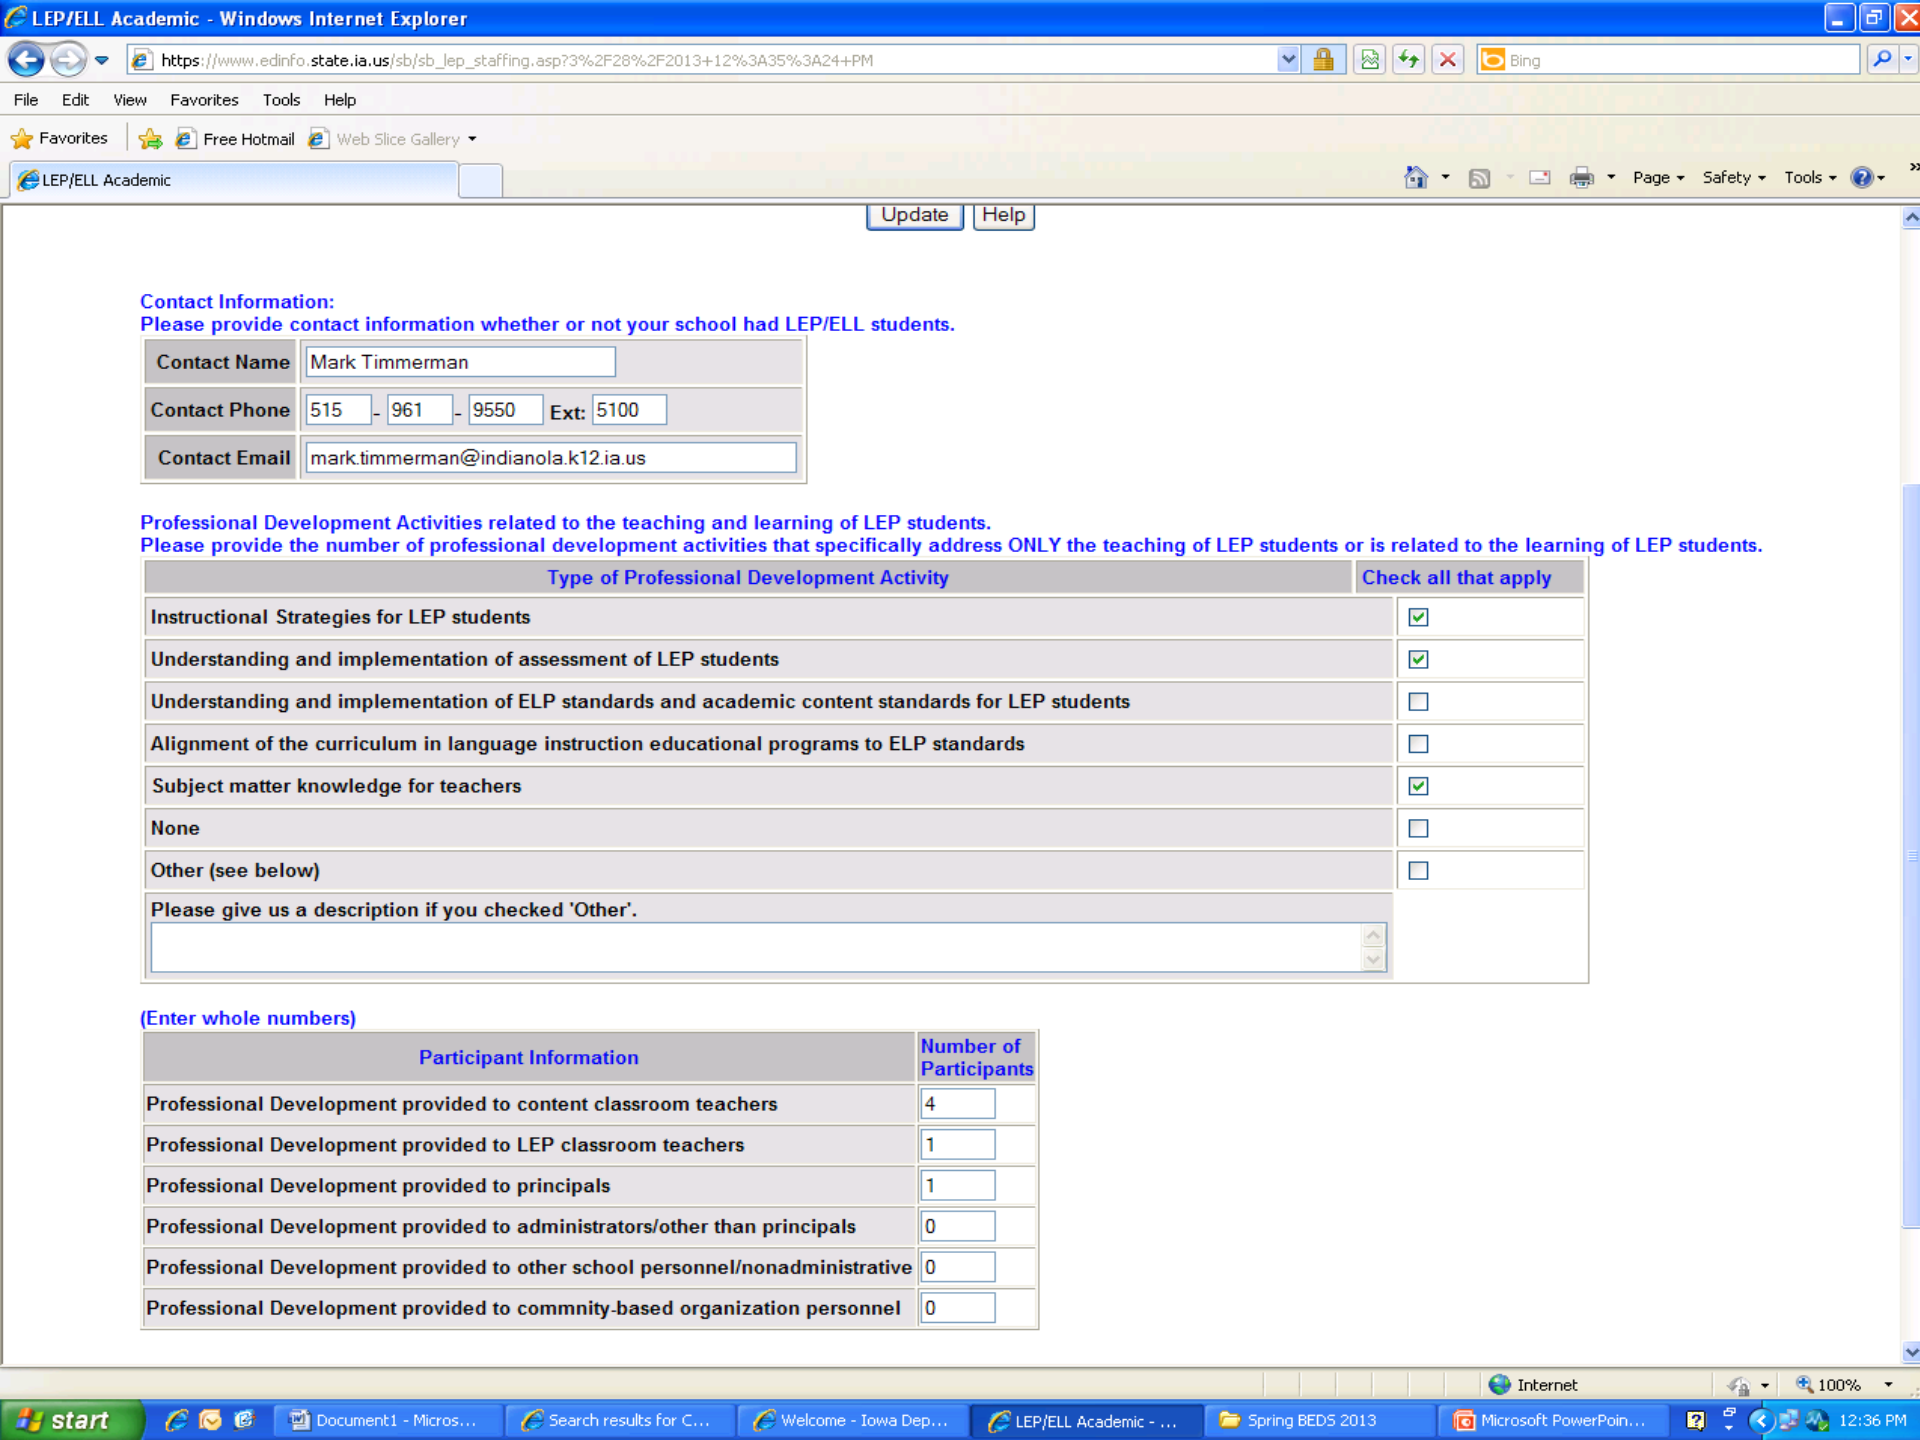 LEP/ELL Academic - Windows Internet Explorer
https://www.edinfo.state.ia.us/sb/sb_lep_staffing.asp?3%2F28%2F2013+12%3A35%3A24+PM
Bing
File Edit View Favorites Tools Help
Favorites Free Hotmail Web Slice Gallery
LEP/ELL Academic
Page Safety Tools
Update Help
Contact Information:
Please provide contact information whether or not your school had LEP/ELL students.
Contact Name Mark Timmerman
Contact Phone 515 - 961 - 9550 Ext: 5100
Contact Email mark.timmerman@indianola.k12.ia.us
Professional Development Activities related to the teaching and learning of LEP students.
Please provide the number of professional development activities that specifically address ONLY the teaching of LEP students or is related to the learning of LEP students.
Type of Professional Development Activity Check all that apply
Instructional Strategies for LEP students
Understanding and implementation of assessment of LEP students
Understanding and implementation of ELP standards and academic content standards for LEP students
Alignment of the curriculum in language instruction educational programs to ELP standards
Subject matter knowledge for teachers
None
Other (see below)
Please give us a description if you checked 'Other'.
(Enter whole numbers)
Participant Information Number of
Participants
Professional Development provided to content classroom teachers 4
Professional Development provided to LEP classroom teachers 1
Professional Development provided to principals 1
Professional Development provided to administrators/other than principals 0
Professional Development provided to other school personnel/nonadministrative 0
Professional Development provided to commnity-based organization personnel 0
Internet 100%
start Document1 - Micros... Search results for C... Welcome - Iowa Dep... LEP/ELL Academic - ... Spring BEDS 2013 Microsoft PowerPoin... 12:36 PM